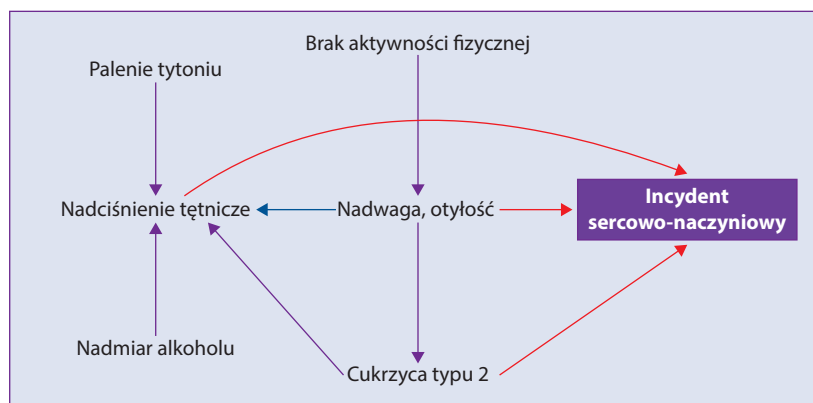 Brak aktywności fizycznej
Palenie tytoniu
Nadciśnienie tętnicze
Nadwaga, otyłość
Incydent
sercowo-naczyniowy
Nadmiar alkoholu
Cukrzyca typu 2